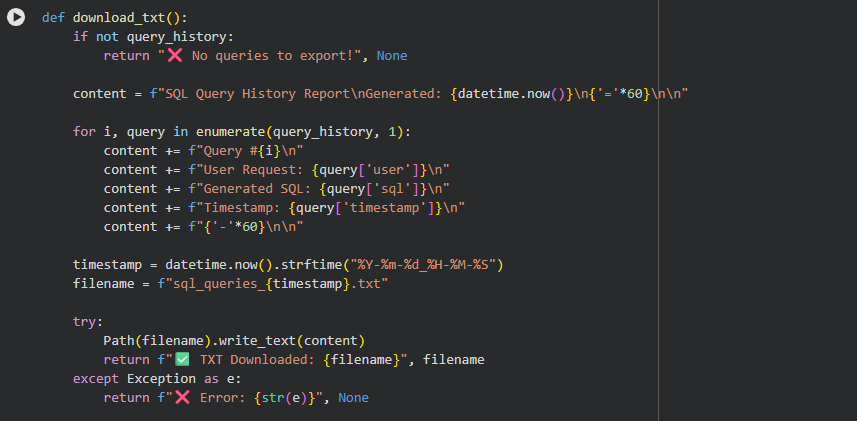 def download_txt():
    if not query_history:
        return "❌ No queries to export!", None

    content = f"SQL Query History Report\nGenerated: {datetime.now()}\n{'='*60}\n\n"

    for i, query in enumerate(query_history, 1):
        content += f"Query #{i}\n"
        content += f"User Request: {query['user']}\n"
        content += f"Generated SQL: {query['sql']}\n"
        content += f"Timestamp: {query['timestamp']}\n"
        content += f"{'-'*60}\n\n"

    timestamp = datetime.now().strftime("%Y-%m-%d_%H-%M-%S")
    filename = f"sql_queries_{timestamp}.txt"

    try:
        Path(filename).write_text(content)
        return f"✅ TXT Downloaded: {filename}", filename
    except Exception as e:
        return f"❌ Error: {str(e)}", None